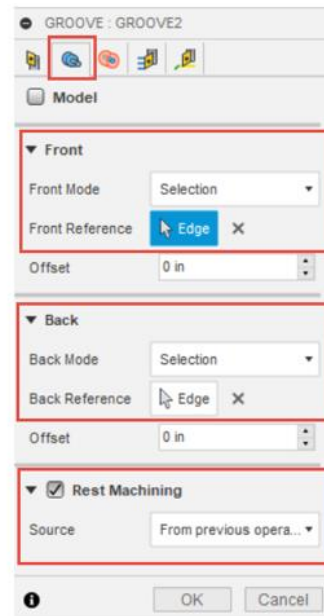 GROOVE : GROOVE2
Model
Front
Front Mode Selection
Front Reference Edge
Offset 0 in
Back
Back Mode Selection
Back Reference Edge
Offset 0 in
Rest Machining
Source From previous opera...
OK Cancel